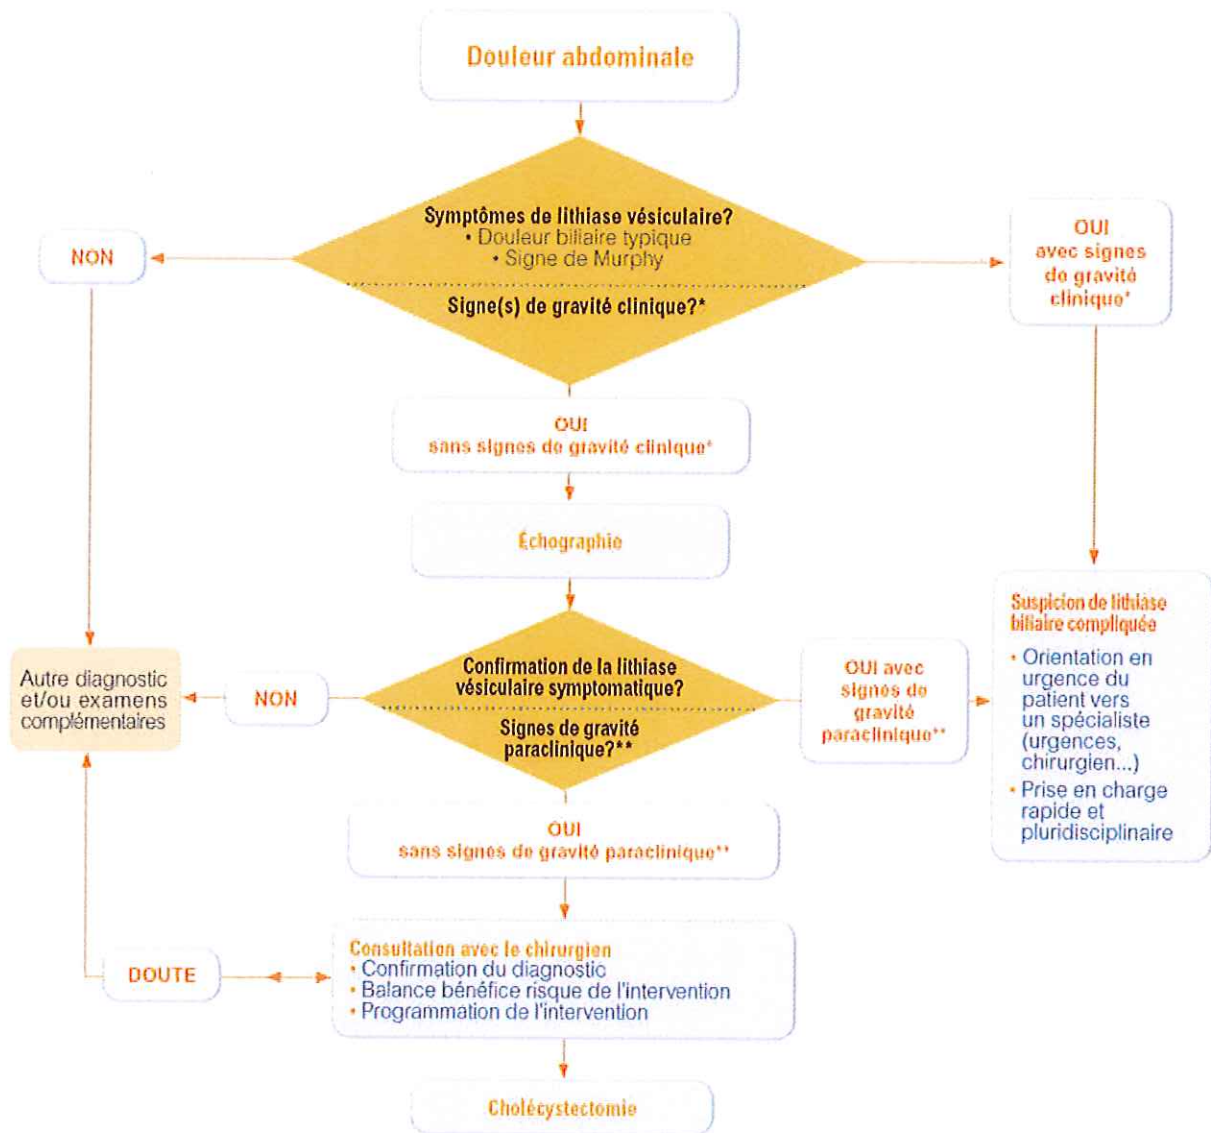 Douleur abdominale
Symptômes de lithiase vésiculaire?
• Douleur biliaire typique
• Signe de Murphy
Signe(s) de gravité clinique?*
NON
OUI
avec signes
de gravité
clinique*
OUI
sans signes de gravité clinique*
Échographie
Confirmation de la lithiase
vésiculaire symptomatique?
Signes de gravité
paraclinique?**
NON
Autre diagnostic
et/ou examens
complémentaires
OUI avec
signes de
gravité
paraclinique**
Suspicion de lithiase
biliaire compliquée
• Orientation en
urgence du
patient vers
un spécialiste
(urgences,
chirurgien...)
• Prise en charge
rapide et
pluridisciplinaire
OUI
sans signes de gravité paraclinique**
Consultation avec le chirurgien
• Confirmation du diagnostic
• Balance bénéfice risque de l'intervention
• Programmation de l'intervention
DOUTE
Cholécystectomie